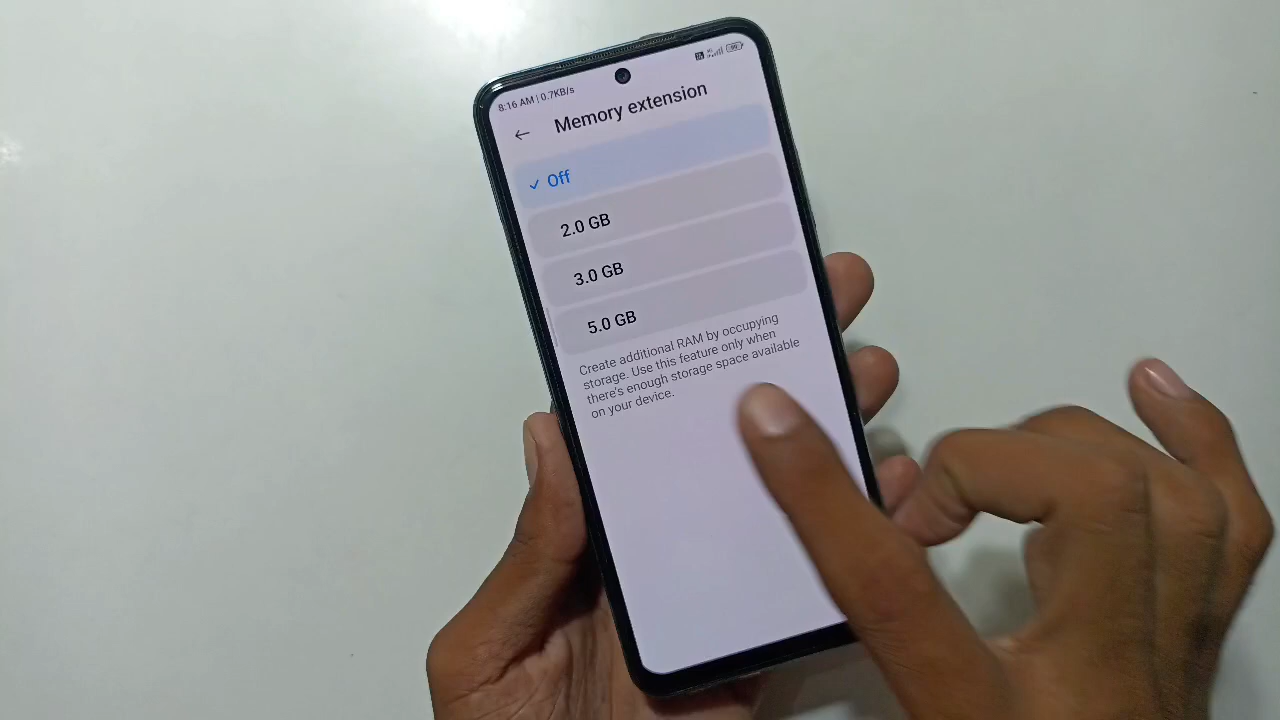 8:16 AM | 0.7KB/s
Memory extension
Off
2.0 GB
3.0 GB
5.0 GB
Create additional RAM by occupying
storage. Use this feature only when
there's enough storage space available
on your device.